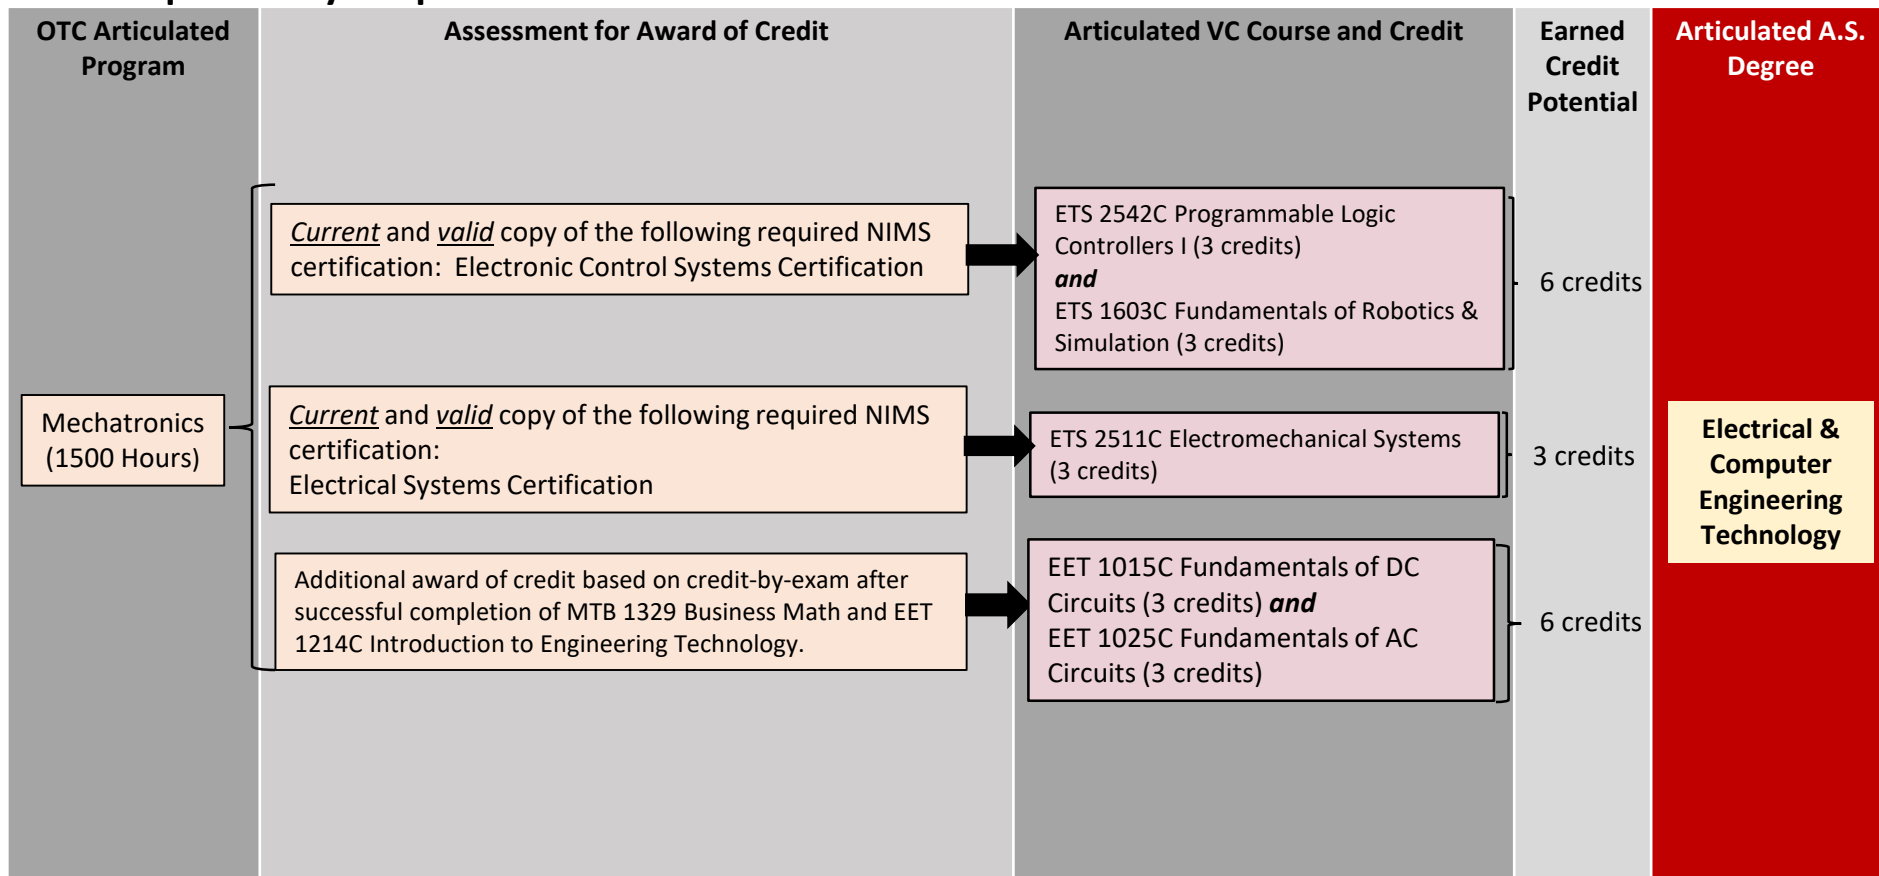 OTC Articulated
Program
Assessment for Award of Credit
Articulated VC Course and Credit
Earned
Credit
Potential
Articulated A.S.
Degree
Mechatronics
(1500 Hours)
Current and valid copy of the following required NIMS
certification:  Electronic Control Systems Certification
ETS 2542C Programmable Logic
Controllers I (3 credits)
and
ETS 1603C Fundamentals of Robotics &
Simulation (3 credits)
6 credits
Current and valid copy of the following required NIMS
certification:
Electrical Systems Certification
ETS 2511C Electromechanical Systems
(3 credits)
3 credits
Additional award of credit based on credit-by-exam after
successful completion of MTB 1329 Business Math and EET
1214C Introduction to Engineering Technology.
EET 1015C Fundamentals of DC
Circuits (3 credits) and
EET 1025C Fundamentals of AC
Circuits (3 credits)
6 credits
Electrical &
Computer
Engineering
Technology